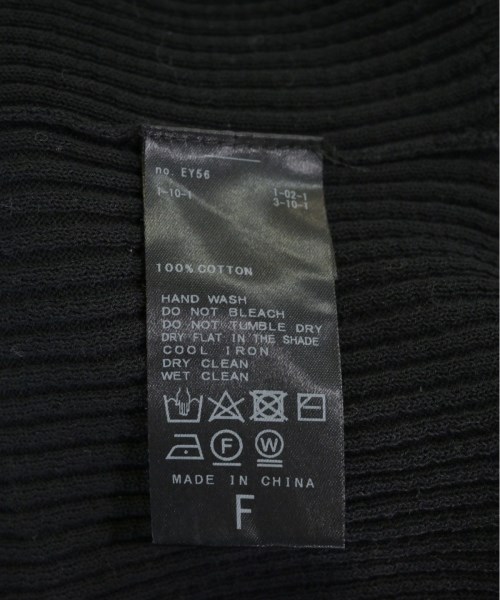 no. EY56
1-10-1 1-02-1
3-10-1
100% COTTON
HAND WASH
DO NOT BLEACH
DO NOT TUMBLE DRY
DRY FLAT IN THE SHADE
COOL IRON
DRY CLEAN
WET CLEAN
F W
MADE IN CHINA
F